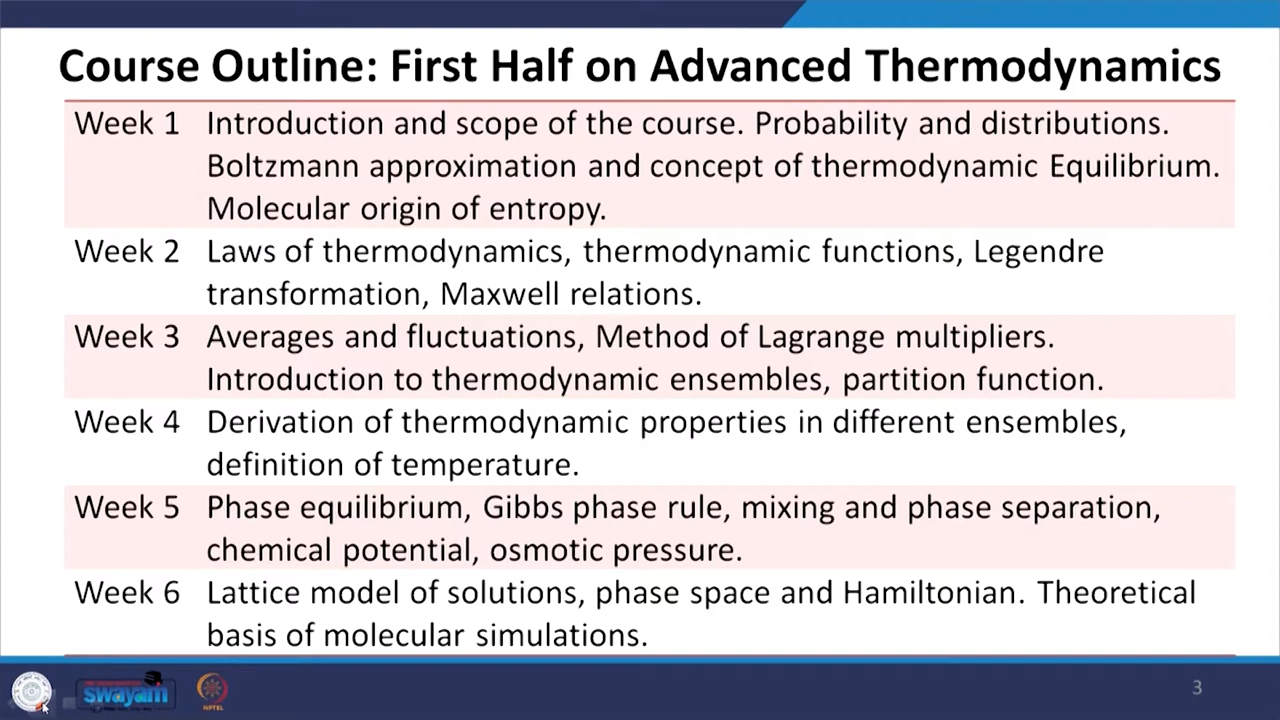 Course Outline: First Half on Advanced Thermodynamics
Week 1 Introduction and scope of the course. Probability and distributions.
Boltzmann approximation and concept of thermodynamic Equilibrium.
Molecular origin of entropy.
Week 2 Laws of thermodynamics, thermodynamic functions, Legendre
transformation, Maxwell relations.
Week 3 Averages and fluctuations, Method of Lagrange multipliers.
Introduction to thermodynamic ensembles, partition function.
Week 4 Derivation of thermodynamic properties in different ensembles,
definition of temperature.
Week 5 Phase equilibrium, Gibbs phase rule, mixing and phase separation,
chemical potential, osmotic pressure.
Week 6 Lattice model of solutions, phase space and Hamiltonian. Theoretical
basis of molecular simulations.
swayam
NPTEL
3